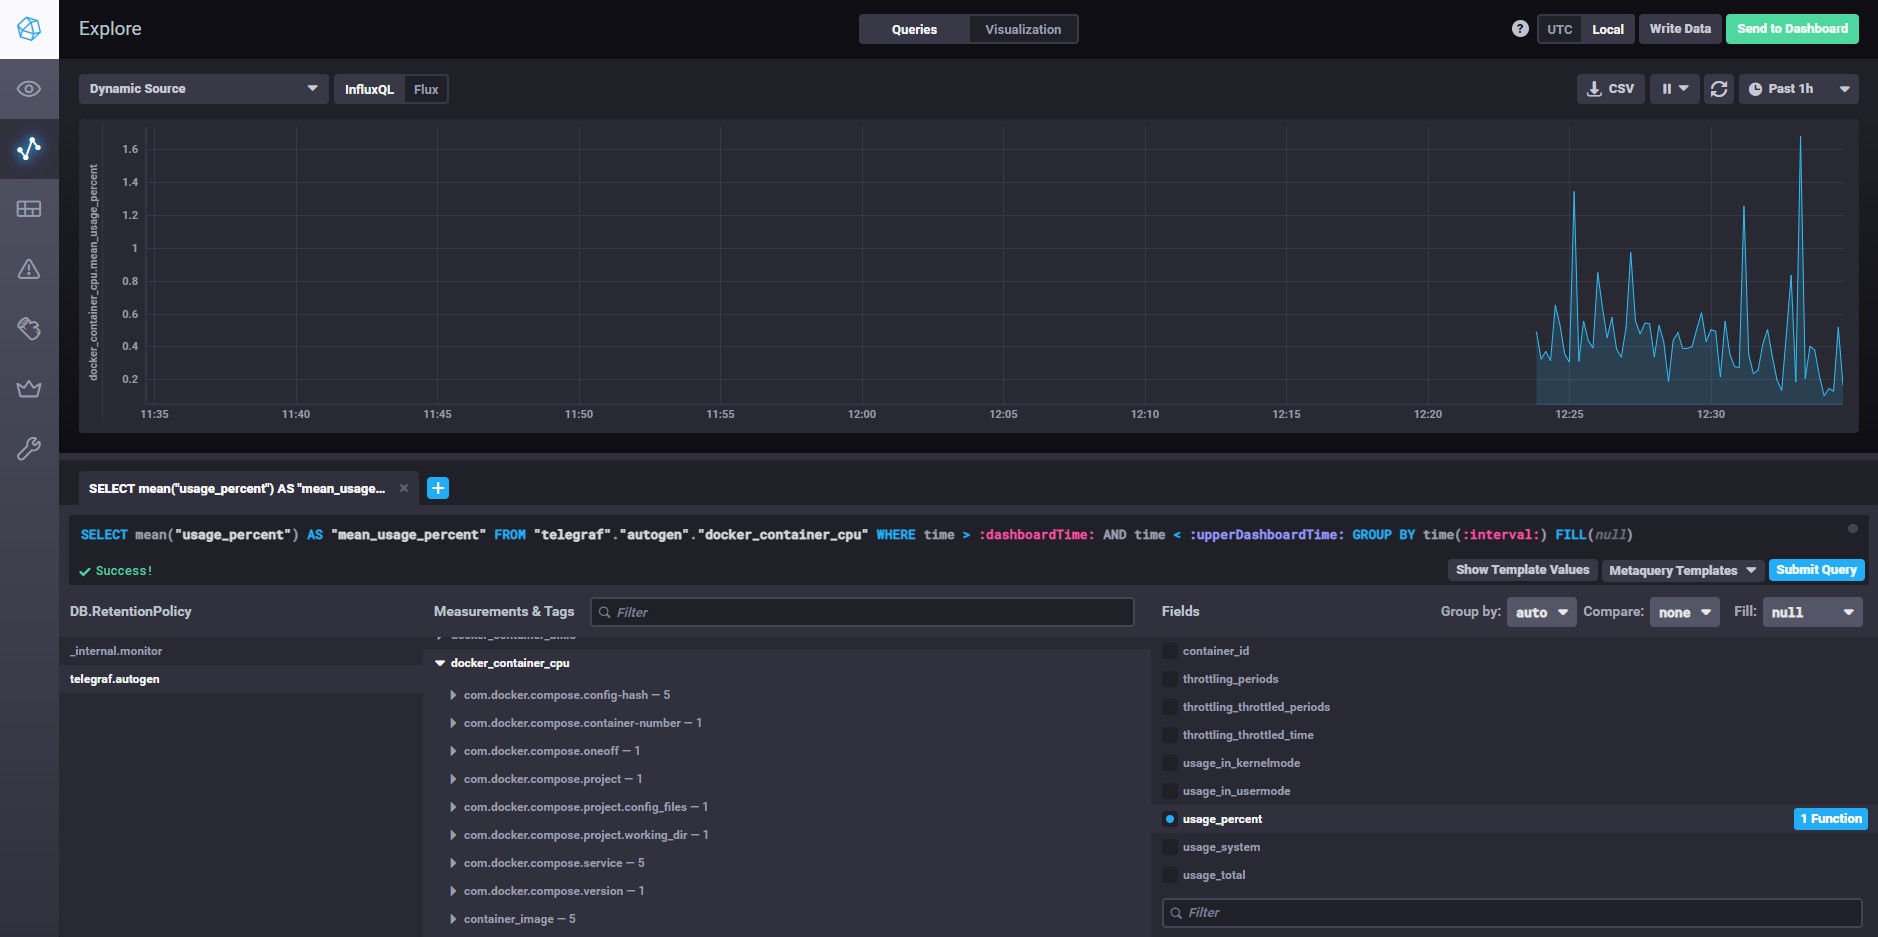 Explore
Queries
Visualization
?
UTC
Local
Write Data
Send to Dashboard
Dynamic Source
InfluxQL
Flux
CSV
Past 1h
docker_container_cpu.mean_usage_percent
1.6
1.4
1.2
1
0.8
0.6
0.4
0.2
11:35
11:40
11:45
11:50
11:55
12:00
12:05
12:10
12:15
12:20
12:25
12:30
SELECT mean("usage_percent") AS "mean_usage...
SELECT mean("usage_percent") AS "mean_usage_percent" FROM "telegraf"."autogen"."docker_container_cpu" WHERE time > :dashboardTime: AND time < :upperDashboardTime: GROUP BY time(:interval:) FILL(null)
Success!
Show Template Values
Metaquery Templates
Submit Query
DB.RetentionPolicy
_internal.monitor
telegraf.autogen
Measurements & Tags
Filter
docker_container_cpu
com.docker.compose.config-hash — 5
com.docker.compose.container-number — 1
com.docker.compose.oneoff — 1
com.docker.compose.project — 1
com.docker.compose.project.config_files — 1
com.docker.compose.project.working_dir — 1
com.docker.compose.service — 5
com.docker.compose.version — 1
container_image — 5
Fields
Group by: auto
Compare: none
Fill: null
container_id
throttling_periods
throttling_throttled_periods
throttling_throttled_time
usage_in_kernelmode
usage_in_usermode
usage_percent
1 Function
usage_system
usage_total
Filter